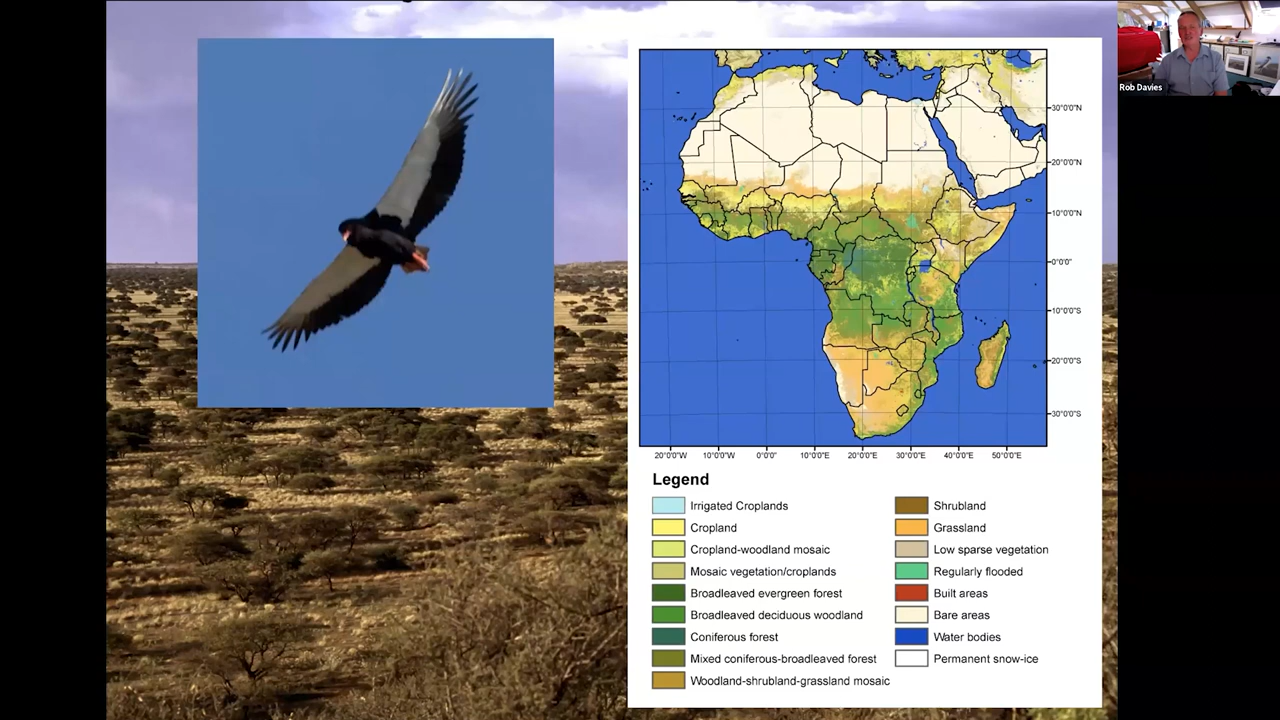 Rob Davies
30°0'0"N
20°0'0"N
10°0'0"N
0°0'0"
10°0'0"S
20°0'0"S
30°0'0"S
20°0'0"W 10°0'0"W 0°0'0" 10°0'0"E 20°0'0"E 30°0'0"E 40°0'0"E 50°0'0"E
Legend
Irrigated Croplands
Cropland
Cropland-woodland mosaic
Mosaic vegetation/croplands
Broadleaved evergreen forest
Broadleaved deciduous woodland
Coniferous forest
Mixed coniferous-broadleaved forest
Woodland-shrubland-grassland mosaic
Shrubland
Grassland
Low sparse vegetation
Regularly flooded
Built areas
Bare areas
Water bodies
Permanent snow-ice